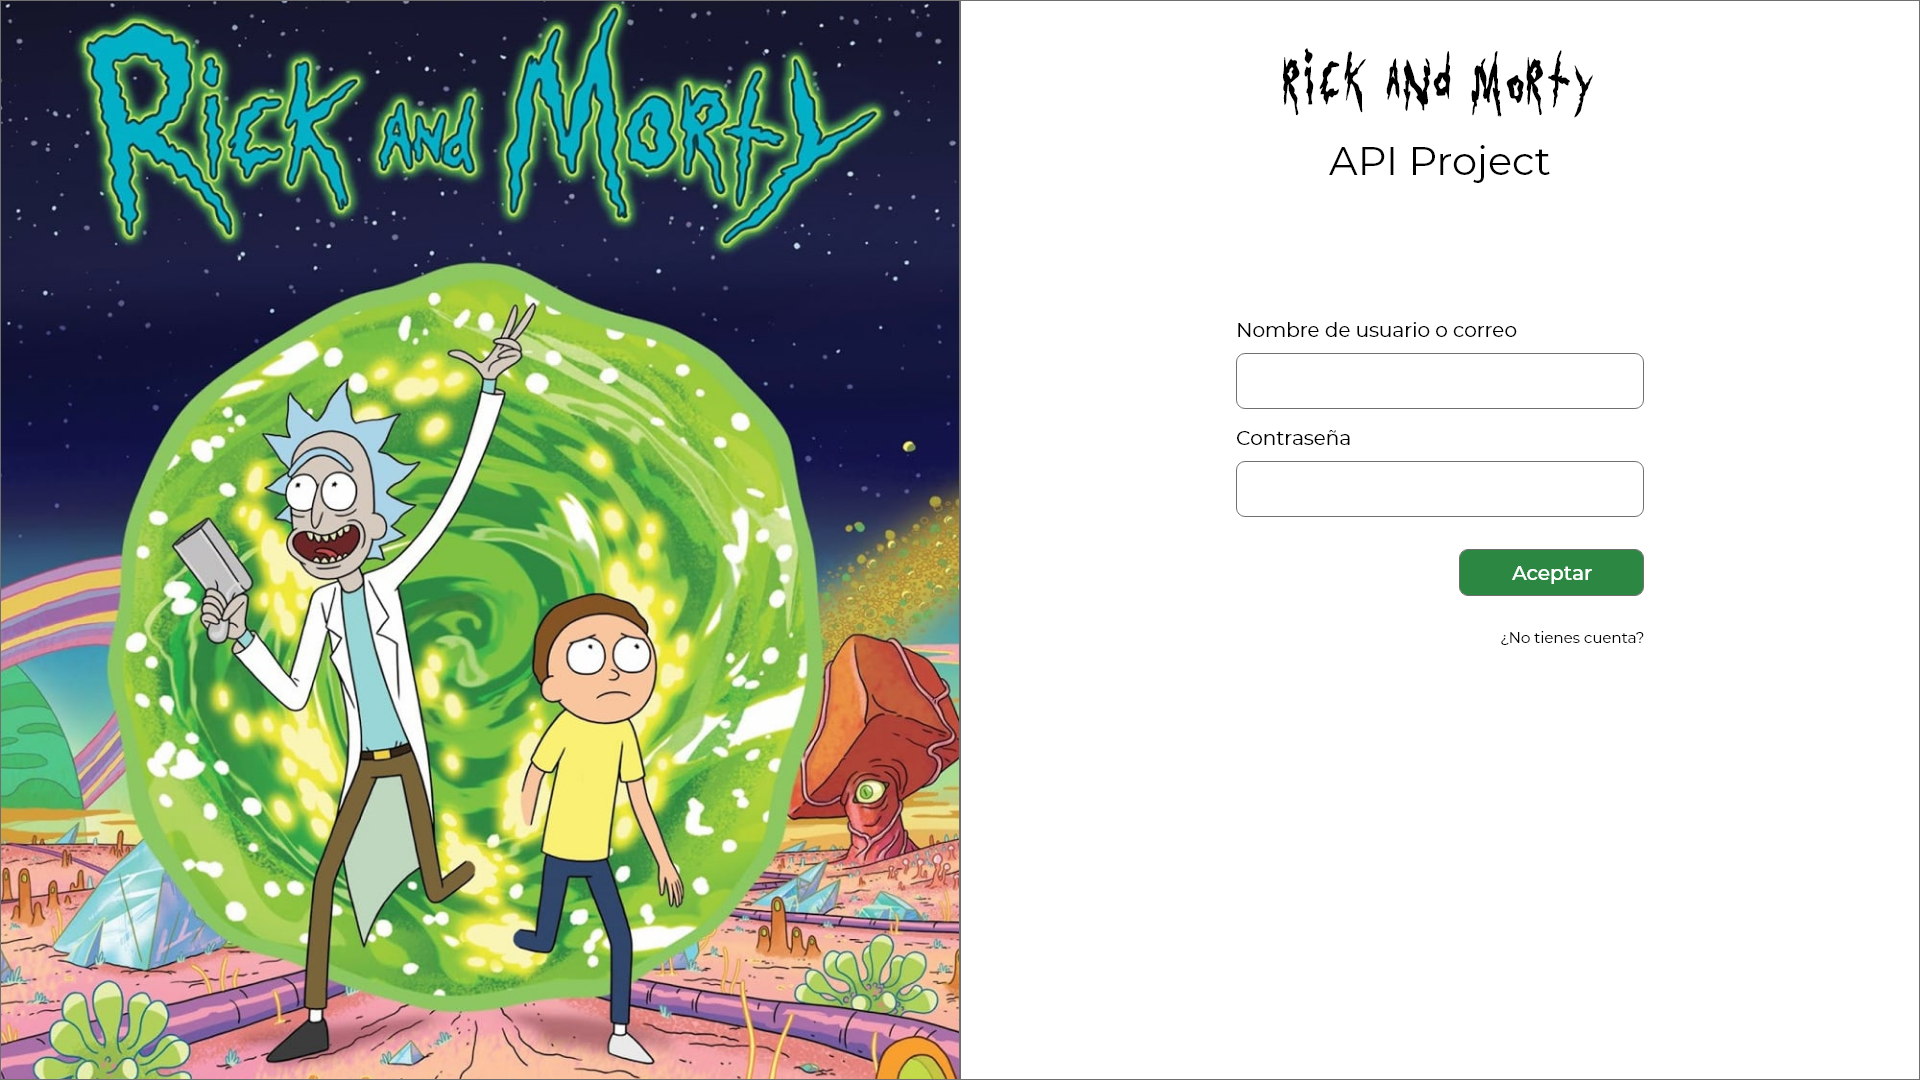 Rick and Morty
Rick and Morty
API Project
Nombre de usuario o correo
Contraseña
Aceptar
¿No tienes cuenta?